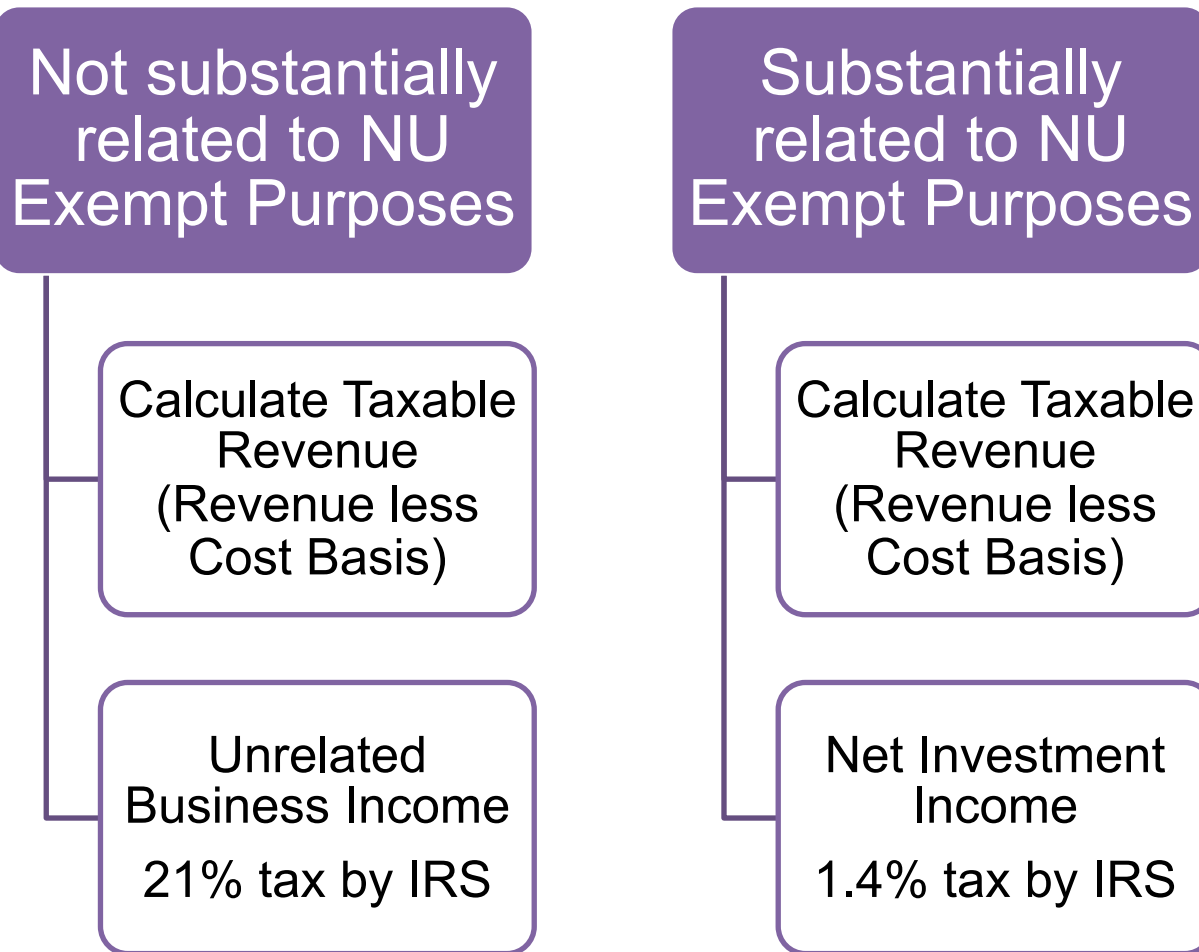 Not substantially
related to NU
Exempt Purposes
Calculate Taxable
Revenue
(Revenue less
Cost Basis)
Unrelated
Business Income
21% tax by IRS
Substantially
related to NU
Exempt Purposes
Calculate Taxable
Revenue
(Revenue less
Cost Basis)
Net Investment
Income
1.4% tax by IRS